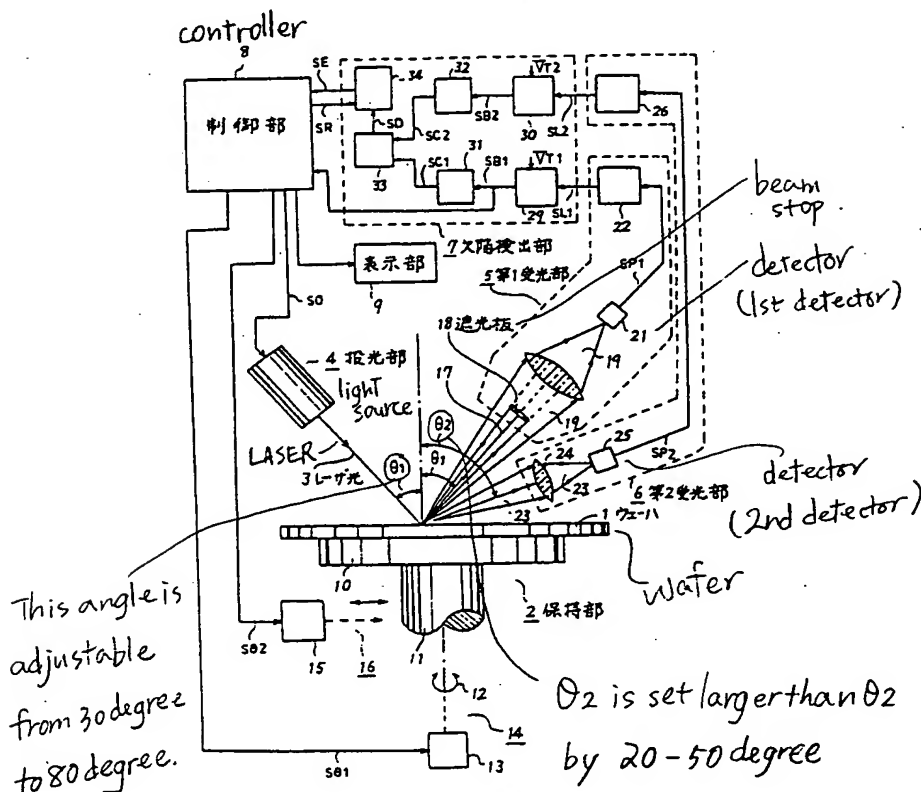 controller
8
制御部
SE
SR
34
SD
33
SC2
32
SB2
VT2
30
SL2
26
SC1
31
SB1
VT1
29
SL1
22
7 欠陥検出部
表示部
9
SO
5 第1受光部
beam
stop
detector
(1st detector)
SP1
21
18 遮光板
17
19
19
4 投光部
light
source
LASER
3 レーザ光
θ1
θ2
θ1
24
25
23
SP2
6 第2受光部
23
detector
(2nd detector)
1 ウェーハ
wafer
10
2 保持部
11
This angle is
adjustable
from 30 degree
to 80 degree.
SB2
15
16
12
14
13
SB1
θ2 is set larger than θ2
by 20-50 degree